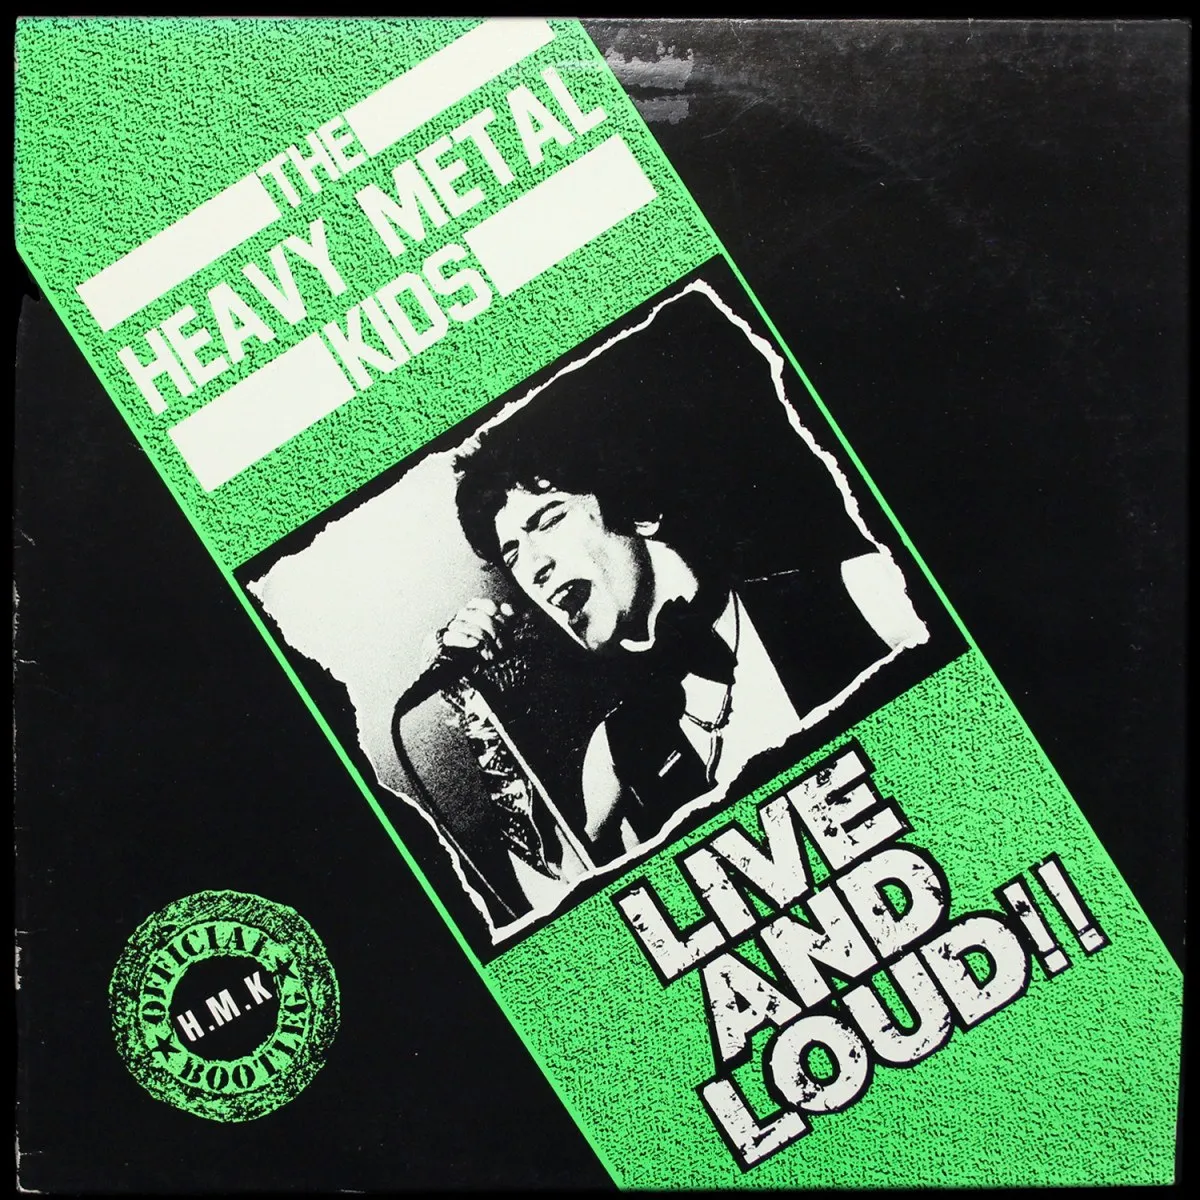 THE
HEAVY METAL
KIDS
LIVE
AND
LOUD!!
OFFICIAL
H.M.K
BOOTLEG